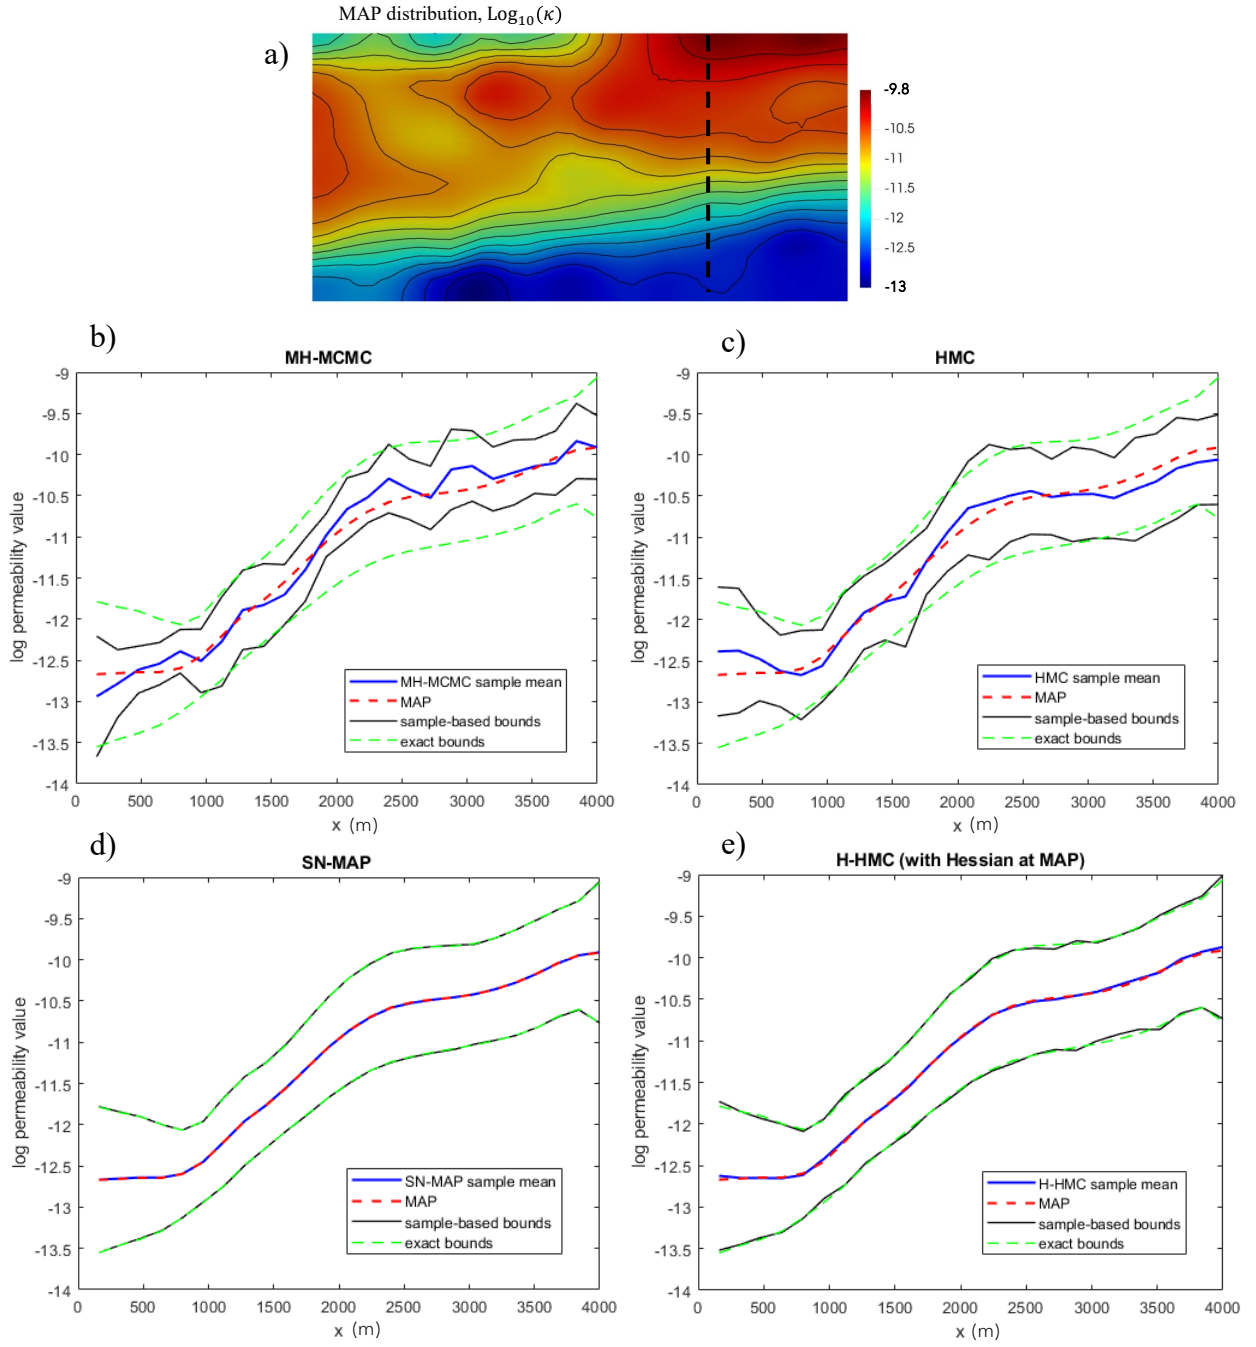 MAP distribution, Log₁₀(κ)
a)
-9.8
-10.5
-11
-11.5
-12
-12.5
-13
b)
MH-MCMC
-9
-9.5
-10
-10.5
-11
-11.5
-12
-12.5
-13
-13.5
-14
log permeability value
MH-MCMC sample mean
MAP
sample-based bounds
exact bounds
0 500 1000 1500 2000 2500 3000 3500 4000
x (m)
c)
HMC
-9
-9.5
-10
-10.5
-11
-11.5
-12
-12.5
-13
-13.5
-14
log permeability value
HMC sample mean
MAP
sample-based bounds
exact bounds
0 500 1000 1500 2000 2500 3000 3500 4000
x (m)
d)
SN-MAP
-9
-9.5
-10
-10.5
-11
-11.5
-12
-12.5
-13
-13.5
-14
log permeability value
SN-MAP sample mean
MAP
sample-based bounds
exact bounds
0 500 1000 1500 2000 2500 3000 3500 4000
x (m)
e)
H-HMC (with Hessian at MAP)
-9
-9.5
-10
-10.5
-11
-11.5
-12
-12.5
-13
-13.5
-14
log permeability value
H-HMC sample mean
MAP
sample-based bounds
exact bounds
0 500 1000 1500 2000 2500 3000 3500 4000
x (m)